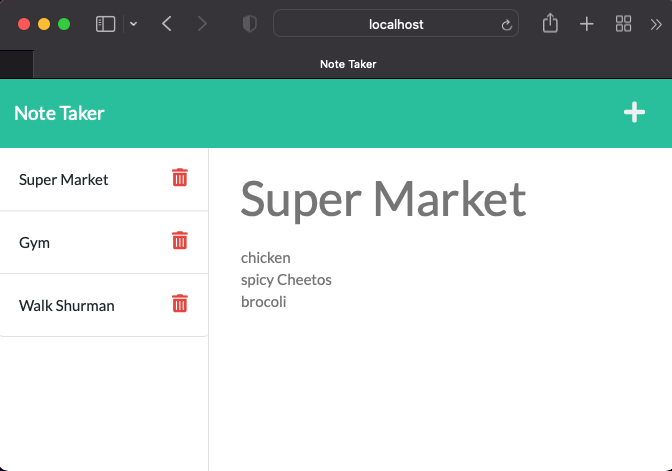 localhost
Note Taker
Note Taker
Super Market
Gym
Walk Shurman
Super Market
chicken
spicy Cheetos
brocoli